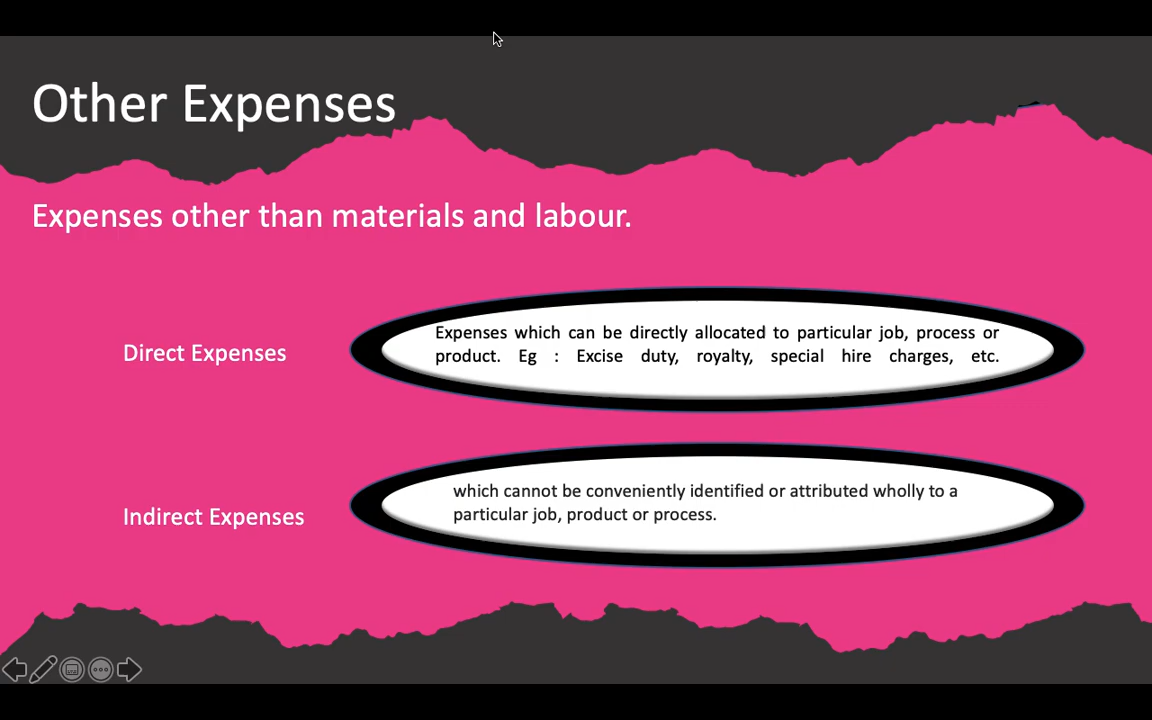 Other Expenses
Expenses other than materials and labour.
Direct Expenses
Expenses which can be directly allocated to particular job, process or
product. Eg : Excise duty, royalty, special hire charges, etc.
Indirect Expenses
which cannot be conveniently identified or attributed wholly to a
particular job, product or process.